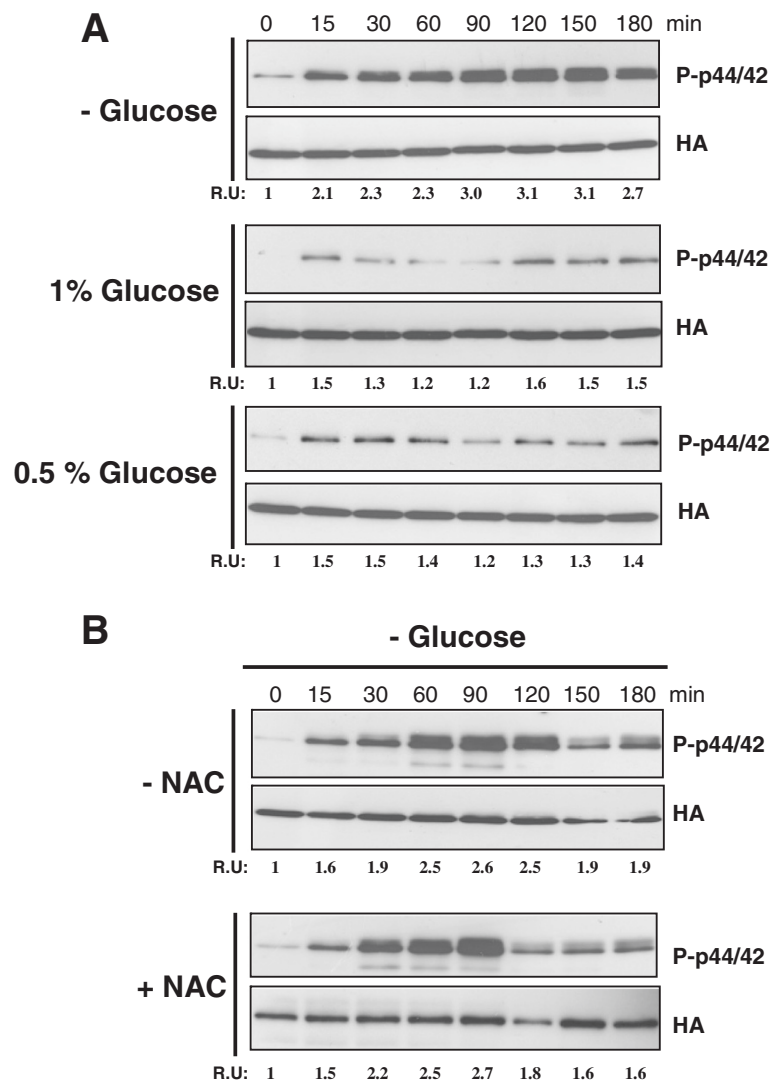 A
0 15 30 60 90 120 150 180 min
- Glucose
P-p44/42
HA
R.U: 1 2.1 2.3 2.3 3.0 3.1 3.1 2.7
1% Glucose
P-p44/42
HA
R.U: 1 1.5 1.3 1.2 1.2 1.6 1.5 1.5
0.5 % Glucose
P-p44/42
HA
R.U: 1 1.5 1.5 1.4 1.2 1.3 1.3 1.4
B
- Glucose
0 15 30 60 90 120 150 180 min
- NAC
P-p44/42
HA
R.U: 1 1.6 1.9 2.5 2.6 2.5 1.9 1.9
+ NAC
P-p44/42
HA
R.U: 1 1.5 2.2 2.5 2.7 1.8 1.6 1.6